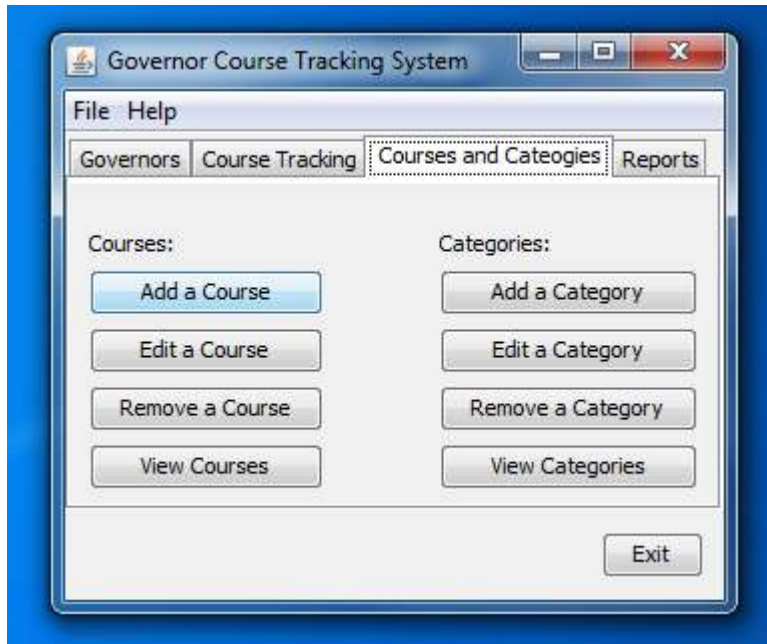 Governor Course Tracking System
File Help
Governors Course Tracking Courses and Cateogies Reports
Courses: Categories:
Add a Course Add a Category
Edit a Course Edit a Category
Remove a Course Remove a Category
View Courses View Categories
Exit